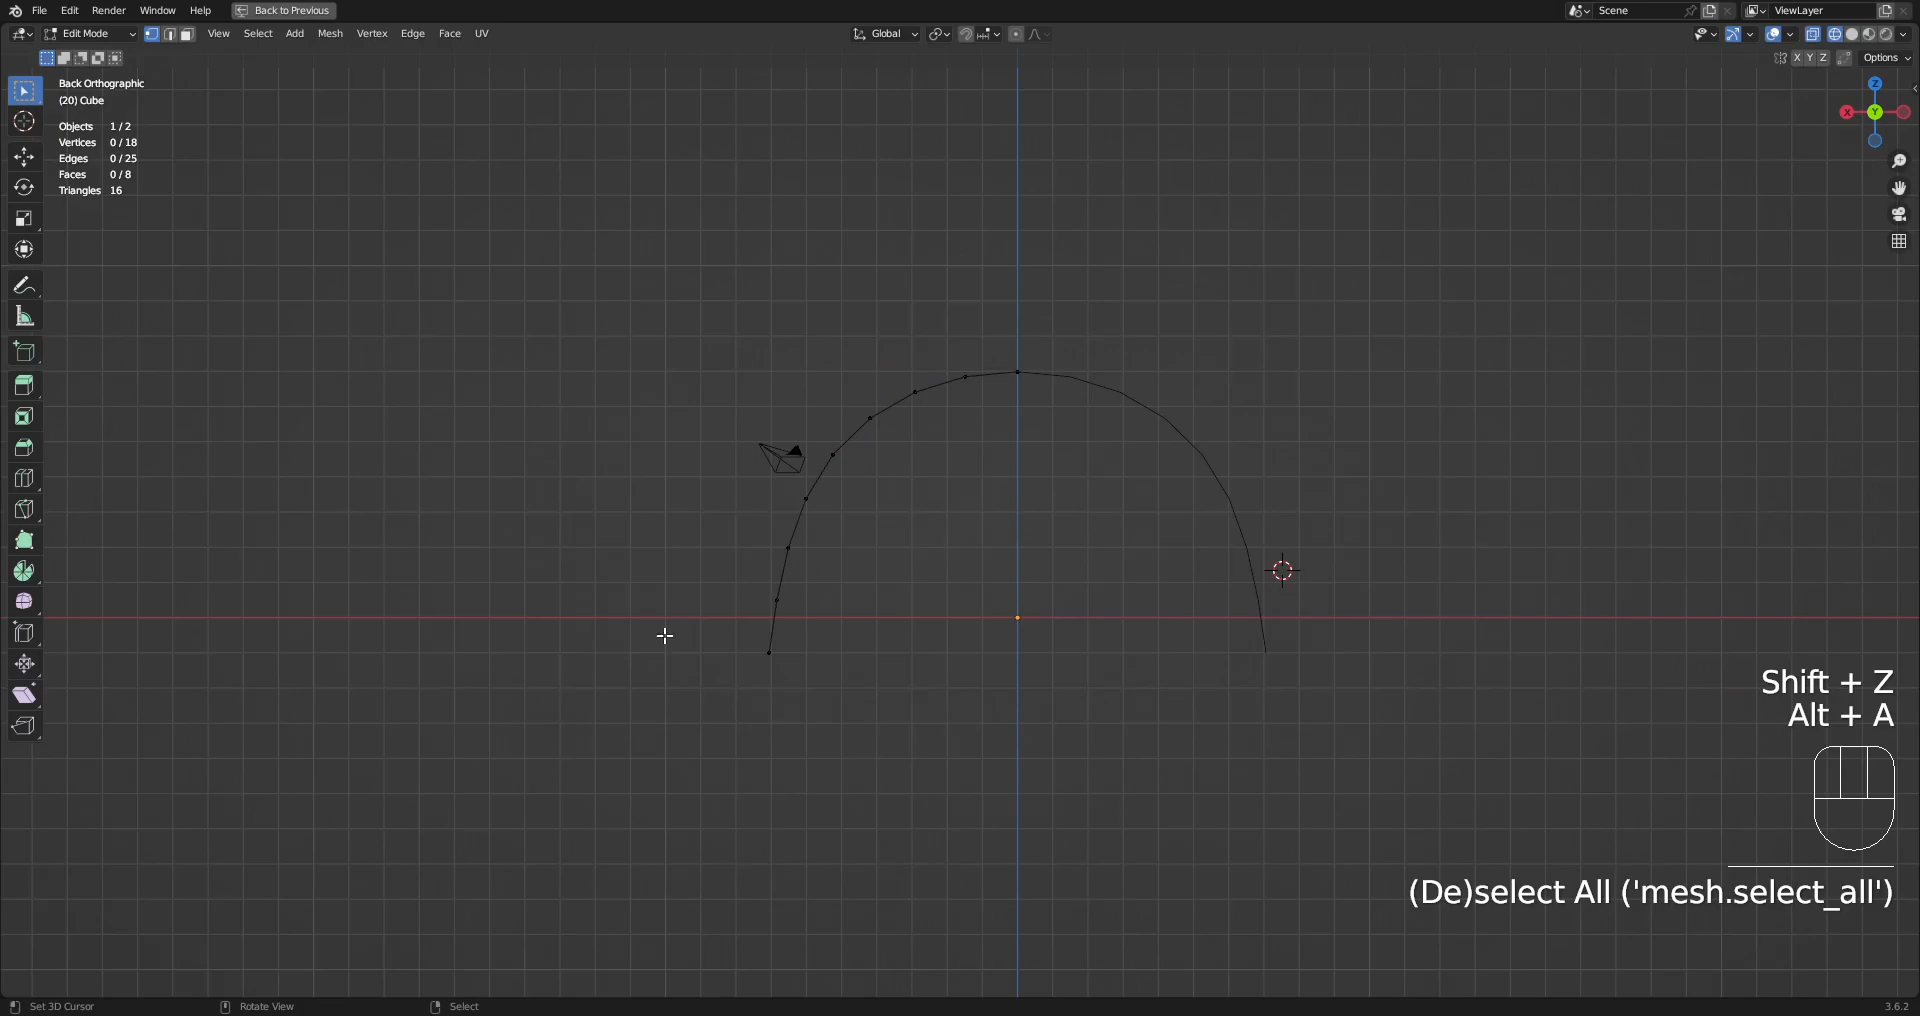 File Edit Render Window Help Back to Previous Scene ViewLayer
Edit Mode View Select Add Mesh Vertex Edge Face UV Global
X Y Z Options
Back Orthographic
(20) Cube
Objects 1 / 2
Vertices 0 / 18
Edges 0 / 25
Faces 0 / 8
Triangles 16
Z
X Y
Shift + Z
Alt + A
(De)select All ('mesh.select_all')
Set 3D Cursor Rotate View Select 3.6.2